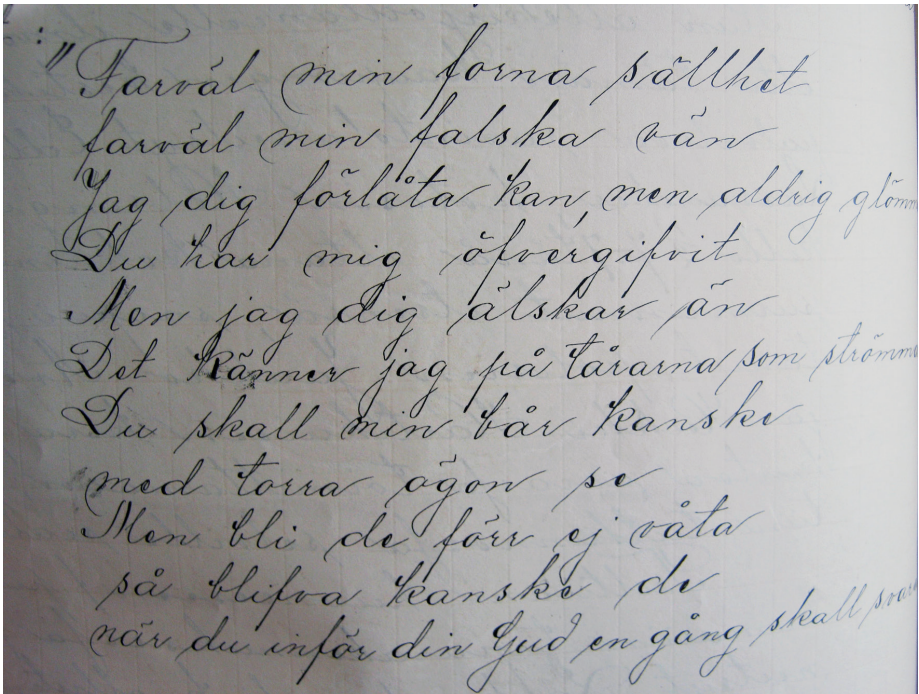 "Farväl min forna sällhet
farväl min falska vän
Jag dig förlåta kan, men aldrig glömm
Du har mig öfvergifvit
Men jag dig älskar än
Det känner jag på tårarna som strömm
Du skall min bår kanske
med torra ögon se
Men bli de förr ej våta
så blifva kanske de
när du inför din Gud en gång skall svara